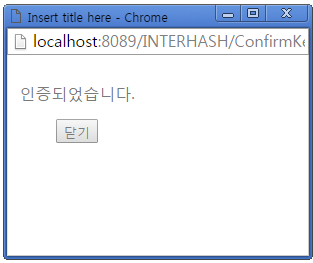 Insert title here - Chrome
localhost:8089/INTERHASH/ConfirmKe
인증되었습니다.
닫기